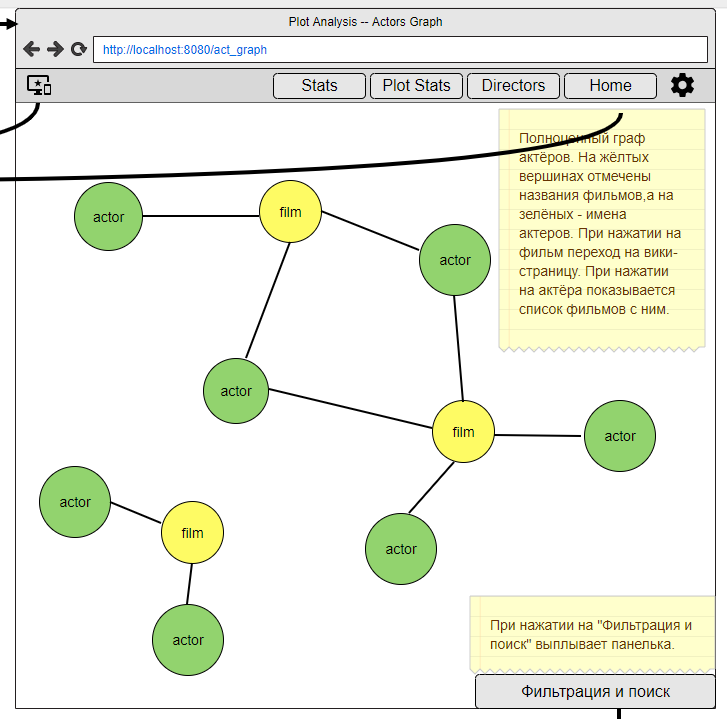 Plot Analysis -- Actors Graph
http://localhost:8080/act_graph
Stats
Plot Stats
Directors
Home
Полноценный граф
актёров. На жёлтых
вершинах отмечены
названия фильмов,а на
зелёных - имена
актеров. При нажатии на
фильм переход на вики-
страницу. При нажатии
на актёра показывается
список фильмов с ним.
actor
film
actor
actor
film
actor
actor
film
actor
actor
При нажатии на "Фильтрация и
поиск" выплывает панелька.
Фильтрация и поиск